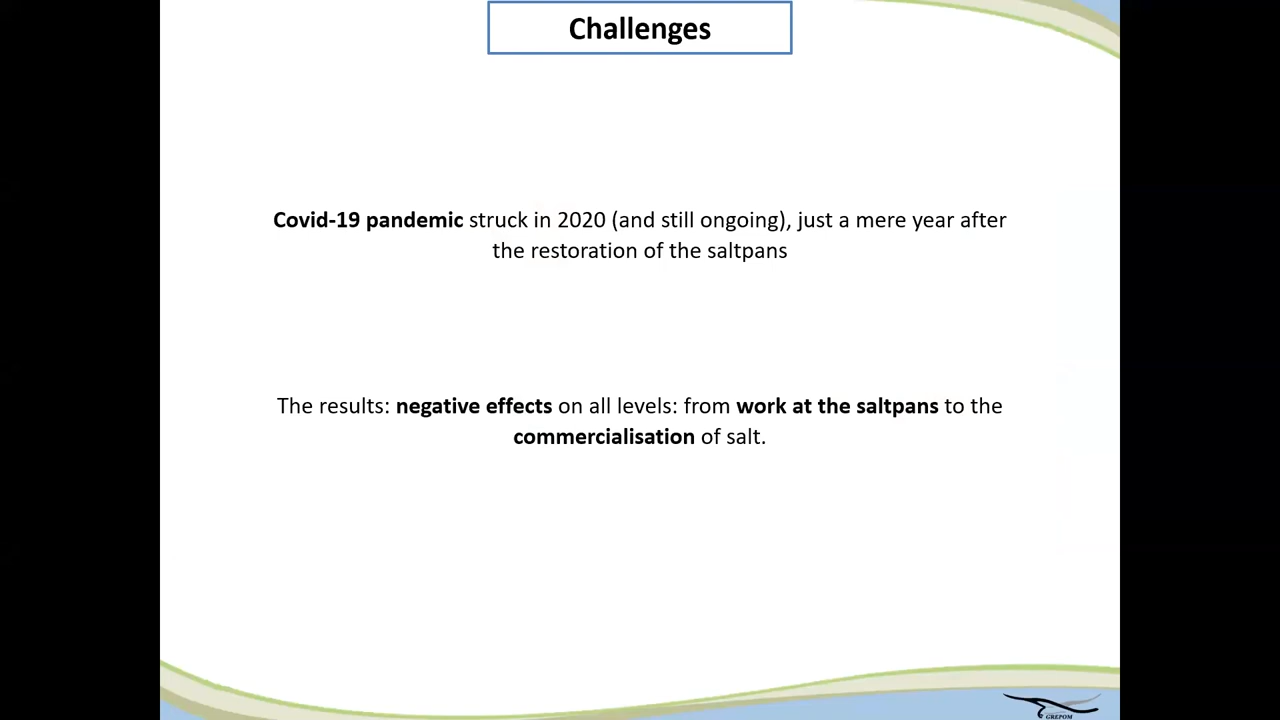 Challenges
Covid-19 pandemic struck in 2020 (and still ongoing), just a mere year after
the restoration of the saltpans
The results: negative effects on all levels: from work at the saltpans to the
commercialisation of salt.
GREPOM